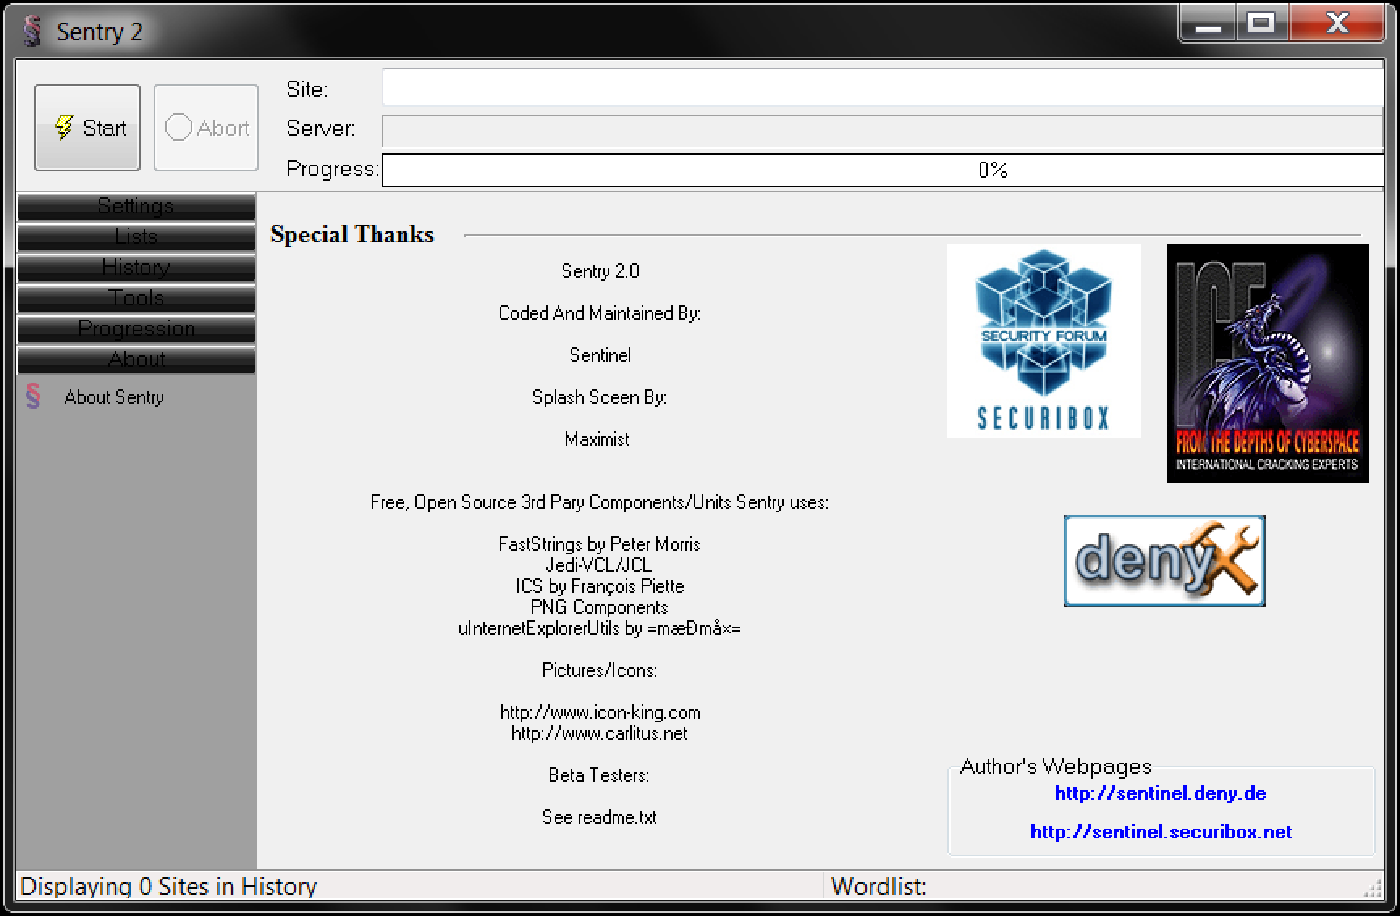 Sentry 2
Start
Abort
Site:
Server:
Progress:
0%
Settings
Lists
History
Tools
Progression
About
About Sentry
Special Thanks
Sentry 2.0
Coded And Maintained By:
Sentinel
Splash Sceen By:
Maximist
Free, Open Source 3rd Pary Components/Units Sentry uses:
FastStrings by Peter Morris
Jedi-VCL/JCL
ICS by François Piette
PNG Components
uInternetExplorerUtils by =mæÐmå×=
Pictures/Icons:
http://www.icon-king.com
http://www.carlitus.net
Beta Testers:
See readme.txt
SECURITY FORUM
SECURIBOX
ICE
FROM THE DEPTHS OF CYBERSPACE
INTERNATIONAL CRACKING EXPERTS
deny
Author's Webpages
http://sentinel.deny.de
http://sentinel.securibox.net
Displaying 0 Sites in History
Wordlist: